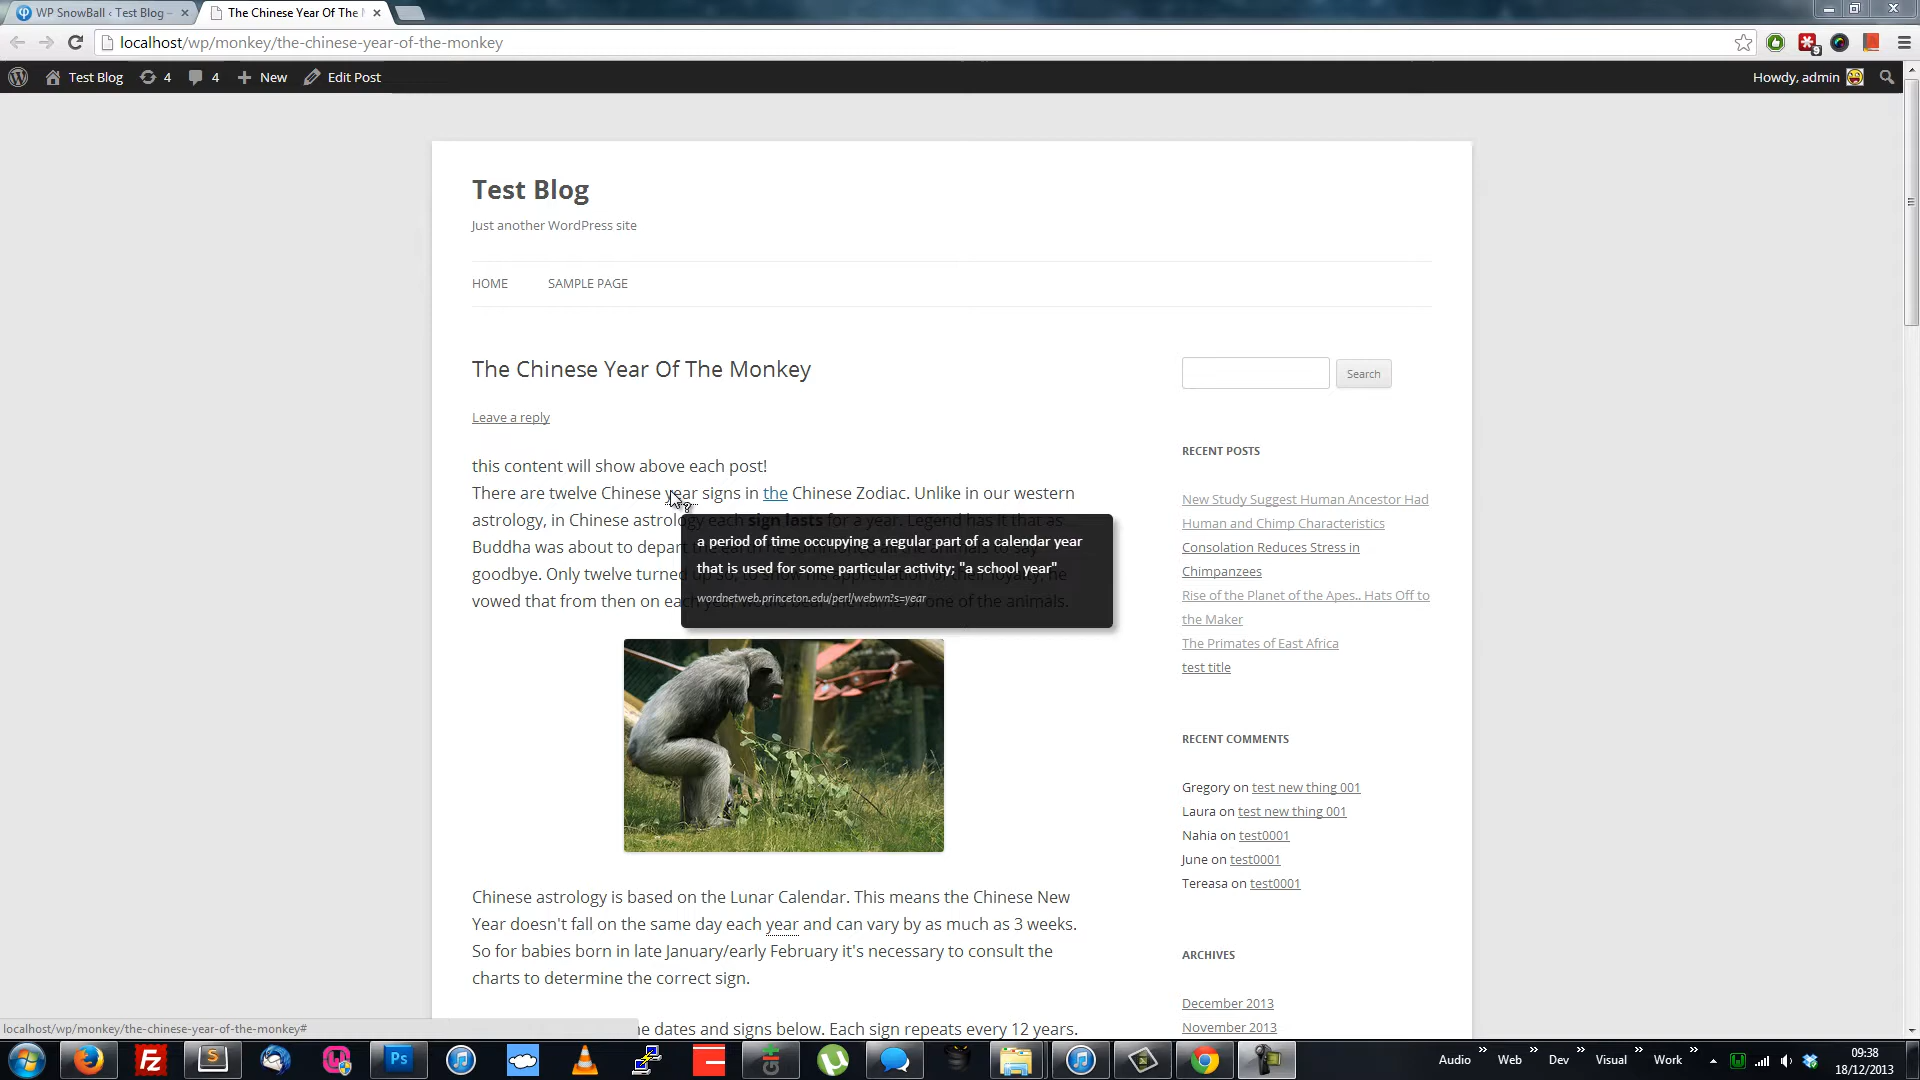 WP SnowBall ‹ Test Blog –
The Chinese Year Of The
localhost/wp/monkey/the-chinese-year-of-the-monkey
9
Test Blog
4
4
New
Edit Post
Howdy, admin
Test Blog
Just another WordPress site
HOME
SAMPLE PAGE
The Chinese Year Of The Monkey
Leave a reply
this content will show above each post!
There are twelve Chinese year signs in the Chinese Zodiac. Unlike in our western
astrology, in Chinese astrology each sign lasts for a year. Legend has it that as
Buddha was about to depart the earth he summoned all the animals to say
goodbye. Only twelve turned up so, to show his appreciation of their loyalty, he
vowed that from then on each year would bear the name of one of the animals.
a period of time occupying a regular part of a calendar year
that is used for some particular activity; "a school year"
wordnetweb.princeton.edu/perl/webwn?s=year
Chinese astrology is based on the Lunar Calendar. This means the Chinese New
Year doesn't fall on the same day each year and can vary by as much as 3 weeks.
So for babies born in late January/early February it's necessary to consult the
charts to determine the correct sign.
dates and signs below. Each sign repeats every 12 years.
Search
RECENT POSTS
New Study Suggest Human Ancestor Had
Human and Chimp Characteristics
Consolation Reduces Stress in
Chimpanzees
Rise of the Planet of the Apes.. Hats Off to
the Maker
The Primates of East Africa
test title
RECENT COMMENTS
Gregory on test new thing 001
Laura on test new thing 001
Nahia on test0001
June on test0001
Tereasa on test0001
ARCHIVES
December 2013
November 2013
localhost/wp/monkey/the-chinese-year-of-the-monkey#
Fz
S
Ps
Audio
Web
Dev
Visual
Work
09:38
18/12/2013